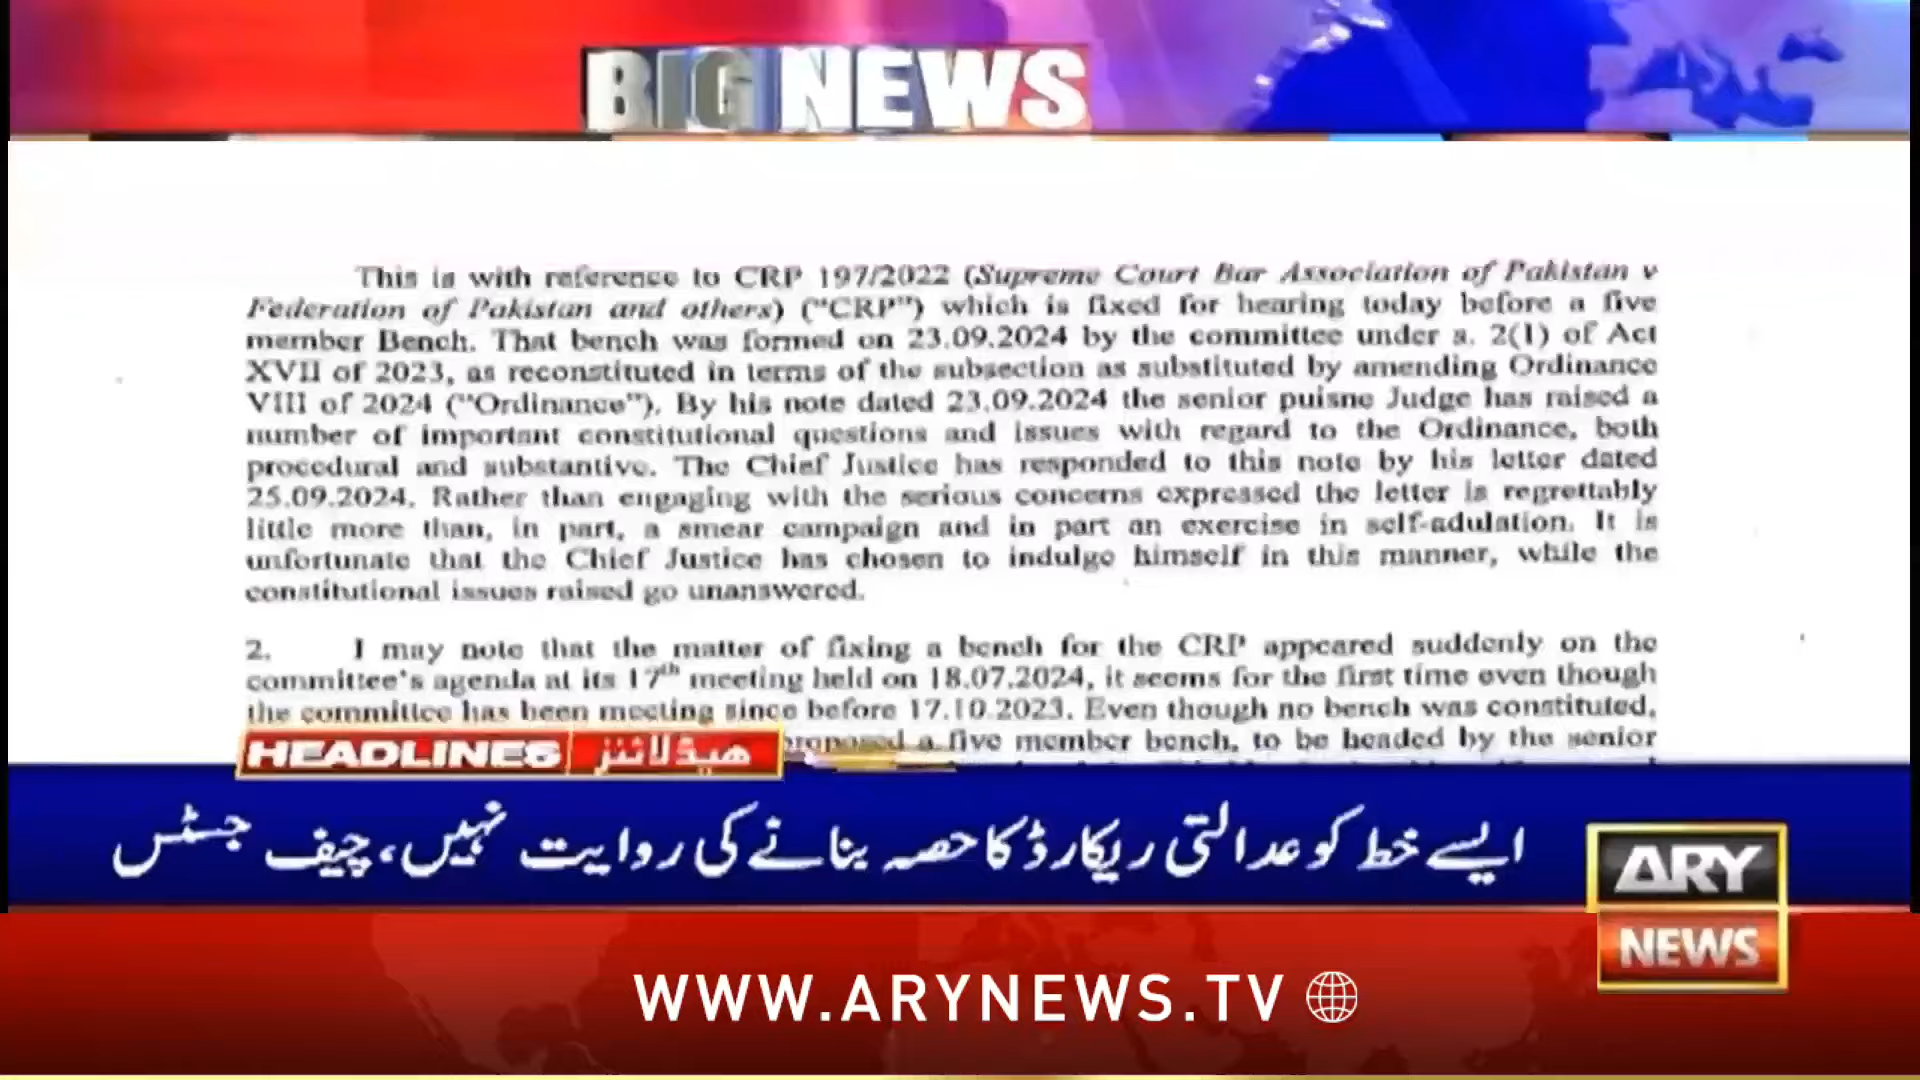 BIG NEWS
This is with reference to CRP 197/2022 (Supreme Court Bar Association of Pakistan v
Federation of Pakistan and others) ("CRP") which is fixed for hearing today before a five
member Bench. That bench was formed on 23.09.2024 by the committee under s. 2(1) of Act
XVII of 2023, as reconstituted in terms of the subsection as substituted by amending Ordinance
VIII of 2024 ("Ordinance"). By his note dated 23.09.2024 the senior puisne Judge has raised a
number of important constitutional questions and issues with regard to the Ordinance, both
procedural and substantive. The Chief Justice has responded to this note by his letter dated
25.09.2024. Rather than engaging with the serious concerns expressed the letter is regrettably
little more than, in part, a smear campaign and in part an exercise in self-adulation. It is
unfortunate that the Chief Justice has chosen to indulge himself in this manner, while the
constitutional issues raised go unanswered.
2. I may note that the matter of fixing a bench for the CRP appeared suddenly on the
committee's agenda at its 17th meeting held on 18.07.2024, it seems for the first time even though
the committee has been meeting since before 17.10.2023. Even though no bench was constituted,
proposed a five member bench, to be headed by the senior
HEADLINES ہیڈلائنز
ایسے خط کو عدالتی ریکارڈ کا حصہ بنانے کی روایت نہیں، چیف جسٹس
ARY
NEWS
WWW.ARYNEWS.TV